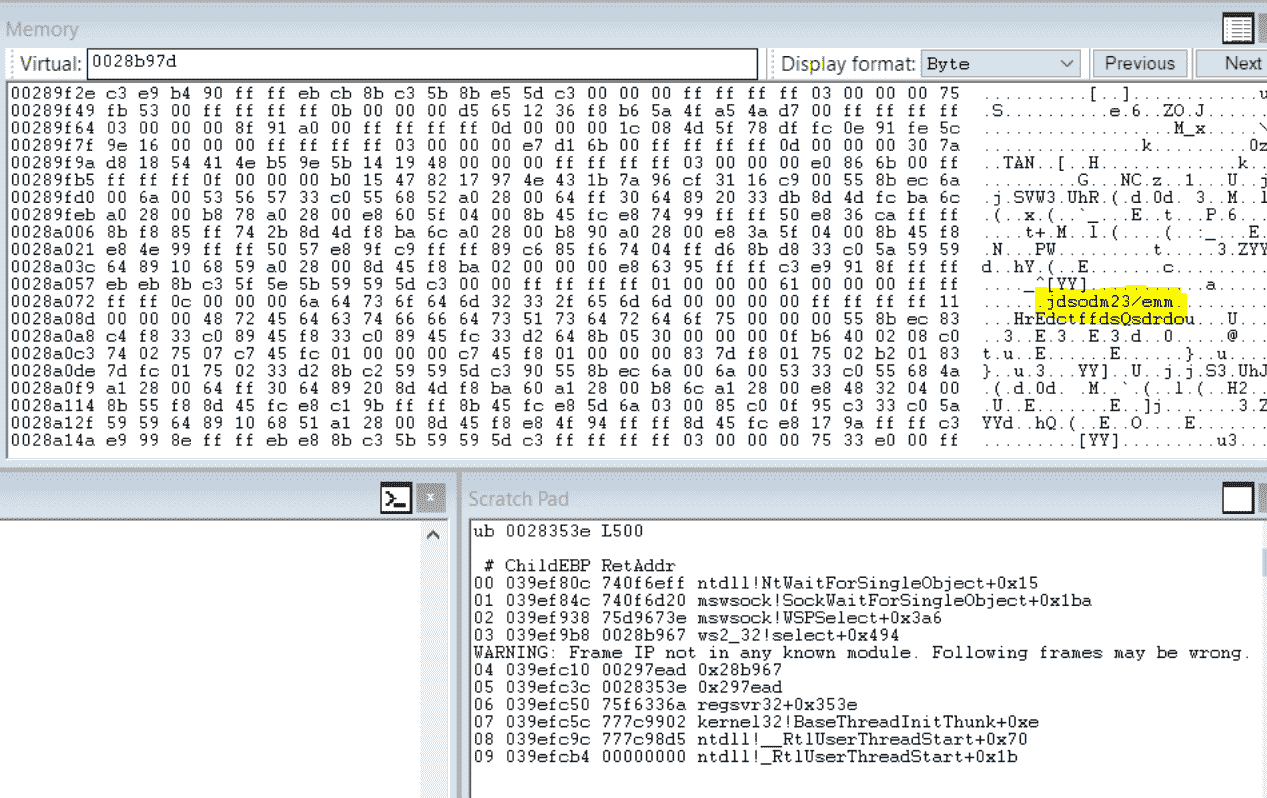 Memory
Virtual: 0028b97d Display format: Byte Previous Next
00289f2e c3 e9 b4 90 ff ff eb cb 8b c3 5b 8b e5 5d c3 00 00 00 ff ff ff ff 03 00 00 00 75 ..........[..].............u
00289f49 fb 53 00 ff ff ff ff 0b 00 00 00 d5 65 12 36 f8 b6 5a 4f a5 4a d7 00 ff ff ff ff .S..........e.6..ZO.J......
00289f64 03 00 00 00 8f 91 a0 00 ff ff ff ff 0d 00 00 00 1c 08 4d 5f 78 df fc 0e 91 fe 5c ..................M_x.....\
00289f7f 9e 16 00 00 00 ff ff ff ff 03 00 00 00 e7 d1 6b 00 ff ff ff ff 0d 00 00 00 30 7a ...............k.........0z
00289f9a d8 18 54 41 4e b5 9e 5b 14 19 48 00 00 00 ff ff ff ff 03 00 00 00 e0 86 6b 00 ff ..TAN..[..H..............k..
00289fb5 ff ff ff 0f 00 00 00 b0 15 47 82 17 97 4e 43 1b 7a 96 cf 31 16 c9 00 55 8b ec 6a .........G...NC.z..1...U..j
00289fd0 00 6a 00 53 56 57 33 c0 55 68 52 a0 28 00 64 ff 30 64 89 20 33 db 8b 4d fc ba 6c .j.SVW3.UhR.(.d.0d. 3..M..l
00289feb a0 28 00 b8 78 a0 28 00 e8 60 5f 04 00 8b 45 fc e8 74 99 ff ff 50 e8 36 ca ff ff .(..x.(..`_...E..t...P.6...
0028a006 8b f8 85 ff 74 2b 8d 4d f8 ba 6c a0 28 00 b8 90 a0 28 00 e8 3a 5f 04 00 8b 45 f8 ....t+.M..l.(....(..:_...E.
0028a021 e8 4e 99 ff ff 50 57 e8 9f c9 ff ff 89 c6 85 f6 74 04 ff d6 8b d8 33 c0 5a 59 59 .N...PW.........t.....3.ZYY
0028a03c 64 89 10 68 59 a0 28 00 8d 45 f8 ba 02 00 00 00 e8 63 95 ff ff c3 e9 91 8f ff ff d..hY.(..E.......c.........
0028a057 eb eb 8b c3 5f 5e 5b 59 59 5d c3 00 00 ff ff ff ff 01 00 00 00 61 00 00 00 ff ff ...._^[YY]...........a.....
0028a072 ff ff 0c 00 00 00 6a 64 73 6f 64 6d 32 33 2f 65 6d 6d 00 00 00 00 ff ff ff ff 11 ......jdsodm23/emm.........
0028a08d 00 00 00 48 72 45 64 63 74 66 66 64 73 51 73 64 72 64 6f 75 00 00 00 55 8b ec 83 ...HrEdctffdsQsdrdou...U...
0028a0a8 c4 f8 33 c0 89 45 f8 33 c0 89 45 fc 33 d2 64 8b 05 30 00 00 00 0f b6 40 02 08 c0 ..3..E.3..E.3.d..0.....@...
0028a0c3 74 02 75 07 c7 45 fc 01 00 00 00 c7 45 f8 01 00 00 00 83 7d f8 01 75 02 b2 01 83 t.u..E......E......}..u....
0028a0de 7d fc 01 75 02 33 d2 8b c2 59 59 5d c3 90 55 8b ec 6a 00 6a 00 53 33 c0 55 68 4a }..u.3...YY]..U..j.j.S3.UhJ
0028a0f9 a1 28 00 64 ff 30 64 89 20 8d 4d f8 ba 60 a1 28 00 b8 6c a1 28 00 e8 48 32 04 00 .(.d.0d. .M..`.(..l.(..H2..
0028a114 8b 55 f8 8d 45 fc e8 c1 9b ff ff 8b 45 fc e8 5d 6a 03 00 85 c0 0f 95 c3 33 c0 5a .U..E.......E..]j.......3.Z
0028a12f 59 59 64 89 10 68 51 a1 28 00 8d 45 f8 e8 4f 94 ff ff 8d 45 fc e8 17 9a ff ff c3 YYd..hQ.(..E..O....E.......
0028a14a e9 99 8e ff ff eb e8 8b c3 5b 59 59 5d c3 ff ff ff ff 03 00 00 00 75 33 e0 00 ff .........[YY].........u3...
Scratch Pad
ub 0028353e L500
# ChildEBP RetAddr
00 039ef80c 740f6eff ntdll!NtWaitForSingleObject+0x15
01 039ef84c 740f6d20 mswsock!SockWaitForSingleObject+0x1ba
02 039ef938 75d9673e mswsock!WSPSelect+0x3a6
03 039ef9b8 0028b967 ws2_32!select+0x494
WARNING: Frame IP not in any known module. Following frames may be wrong.
04 039efc10 00297ead 0x28b967
05 039efc3c 0028353e 0x297ead
06 039efc50 75f6336a regsvr32+0x353e
07 039efc5c 777c9902 kernel32!BaseThreadInitThunk+0xe
08 039efc9c 777c98d5 ntdll!__RtlUserThreadStart+0x70
09 039efcb4 00000000 ntdll!_RtlUserThreadStart+0x1b